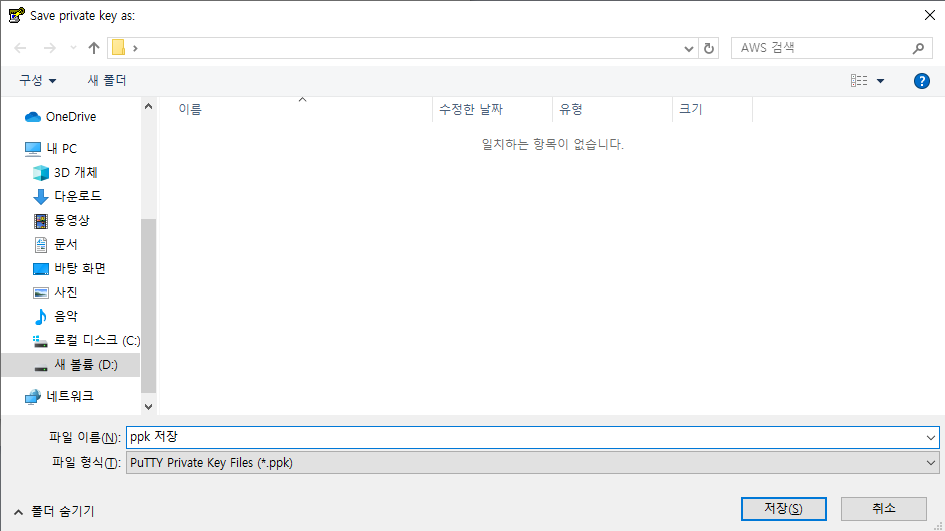 Save private key as:
AWS 검색
구성 새 폴더
이름 수정한 날짜 유형 크기
일치하는 항목이 없습니다.
OneDrive
내 PC
3D 개체
다운로드
동영상
문서
바탕 화면
사진
음악
로컬 디스크 (C:)
새 볼륨 (D:)
네트워크
파일 이름(N): ppk 저장
파일 형식(T): PuTTY Private Key Files (*.ppk)
폴더 숨기기 저장(S) 취소